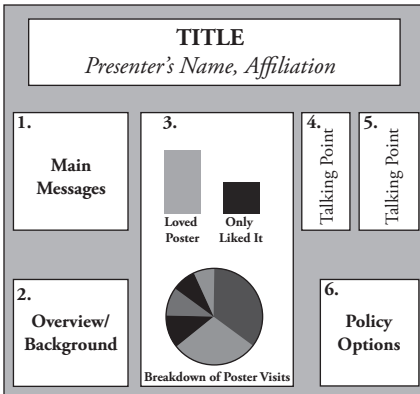 TITLE
Presenter's Name, Affiliation
1.
Main
Messages
2.
Overview/
Background
3.
Loved
Poster
Only
Liked It
Breakdown of Poster Visits
4.
Talking Point
5.
Talking Point
6.
Policy
Options